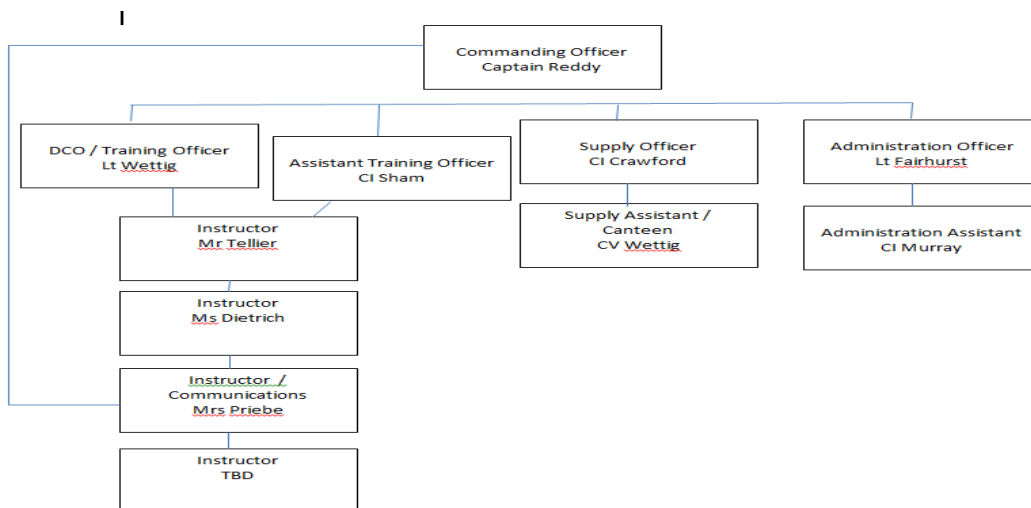 I
Commanding Officer
Captain Reddy
DCO / Training Officer
Lt Wettig
Assistant Training Officer
CI Sham
Supply Officer
CI Crawford
Administration Officer
Lt Fairhurst
Instructor
Mr Tellier
Supply Assistant /
Canteen
CV Wettig
Administration Assistant
CI Murray
Instructor
Ms Dietrich
Instructor /
Communications
Mrs Priebe
Instructor
TBD